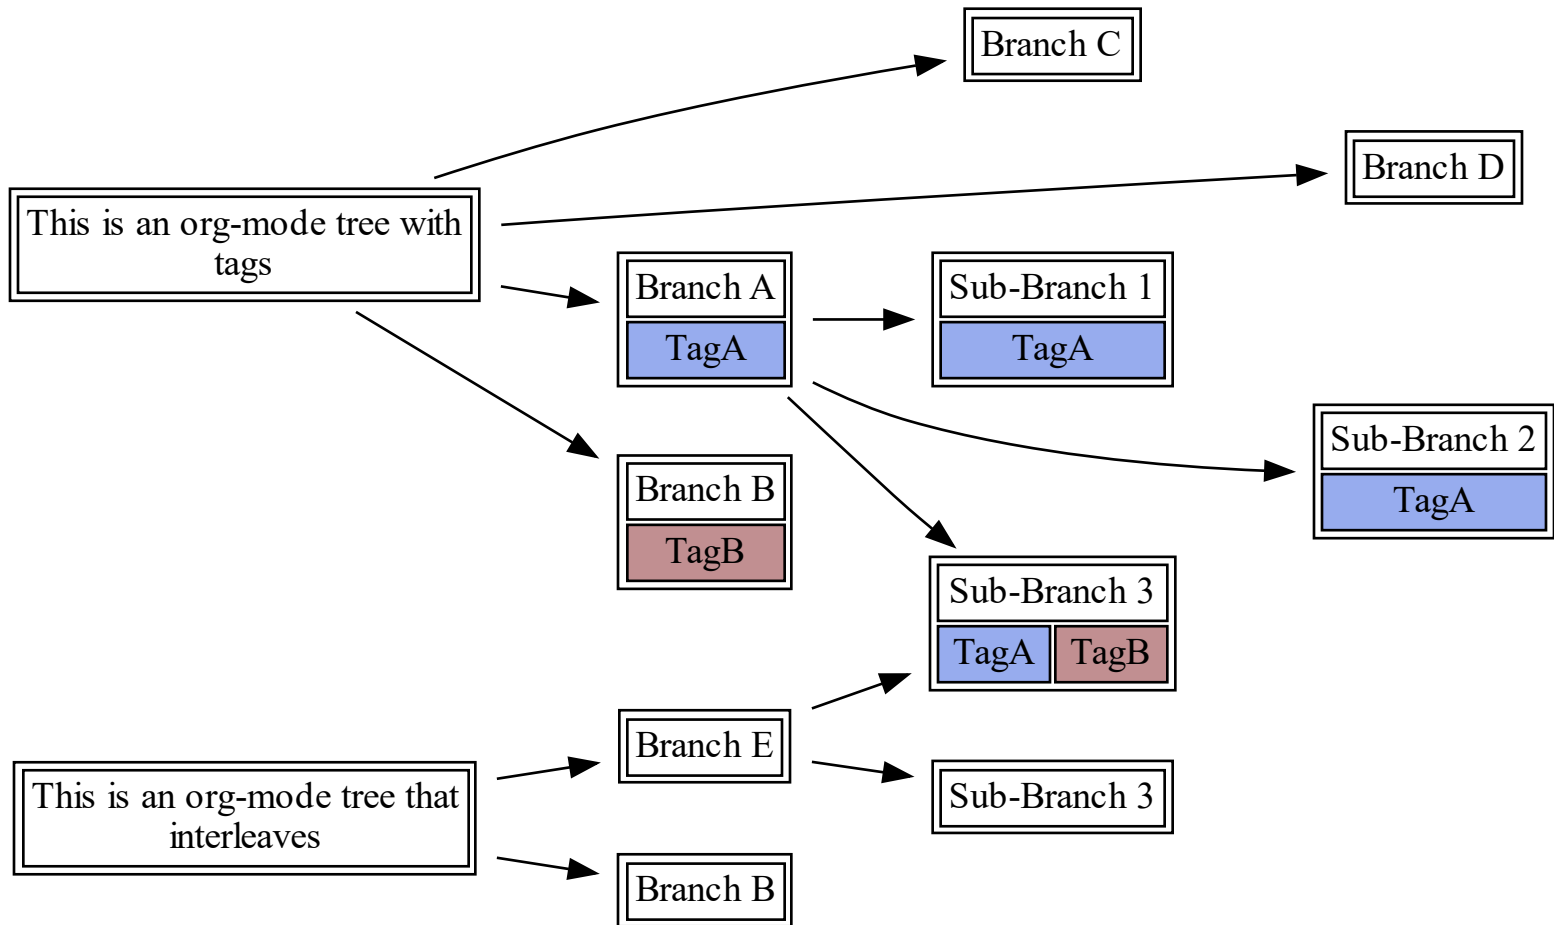 Branch C
Branch D
This is an org-mode tree with
tags
Branch A
TagA
Sub-Branch 1
TagA
Sub-Branch 2
TagA
Branch B
TagB
Sub-Branch 3
TagA TagB
Branch E
Sub-Branch 3
This is an org-mode tree that
interleaves
Branch B